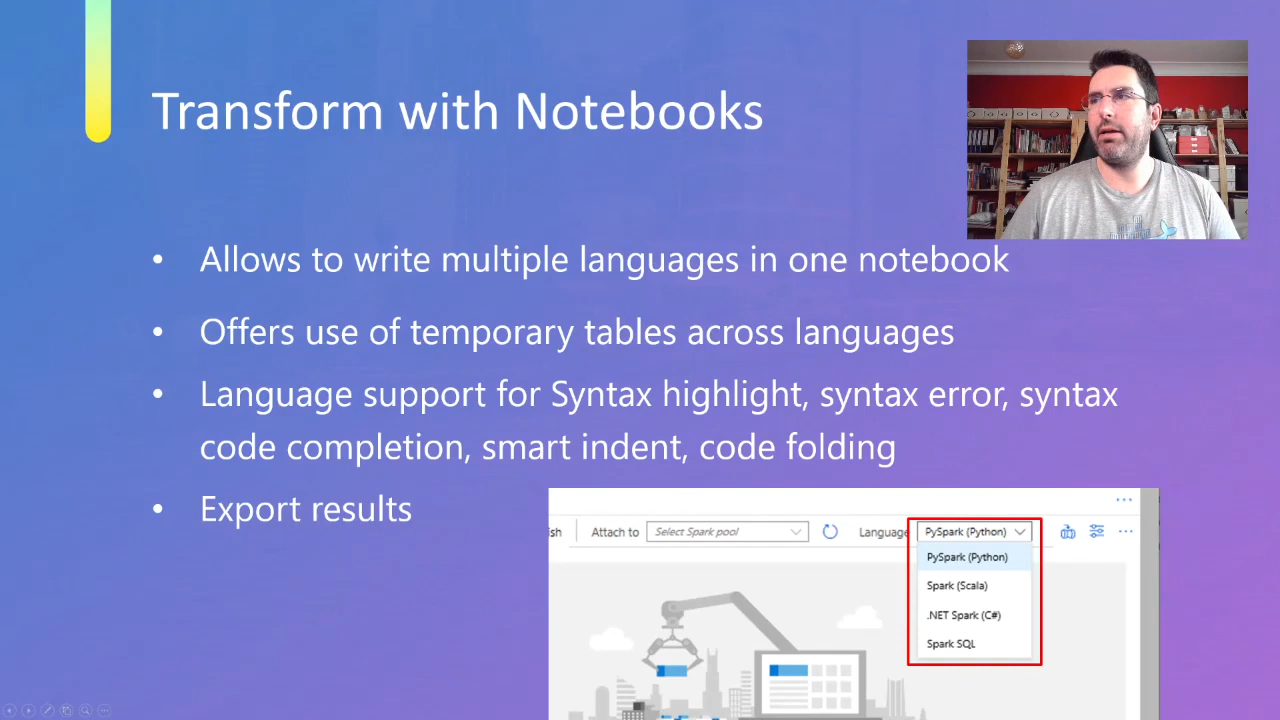 Transform with Notebooks
• Allows to write multiple languages in one notebook
• Offers use of temporary tables across languages
• Language support for Syntax highlight, syntax error, syntax
code completion, smart indent, code folding
• Export results
ish Attach to Select Spark pool Language PySpark (Python)
PySpark (Python)
Spark (Scala)
.NET Spark (C#)
Spark SQL